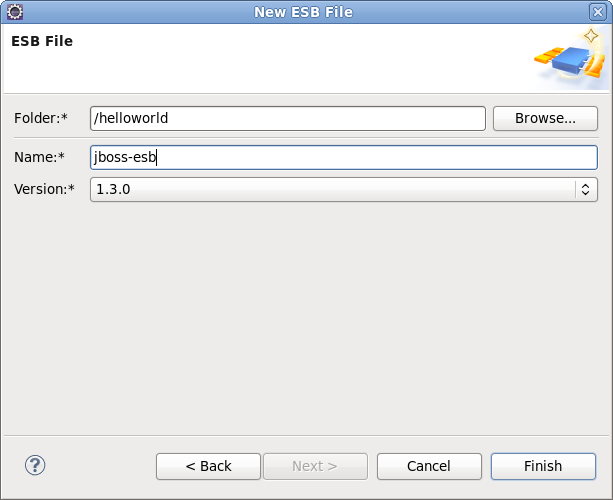 New ESB File
ESB File
Folder:* /helloworld Browse...
Name:* jboss-esb
Version:* 1.3.0
? < Back Next > Cancel Finish